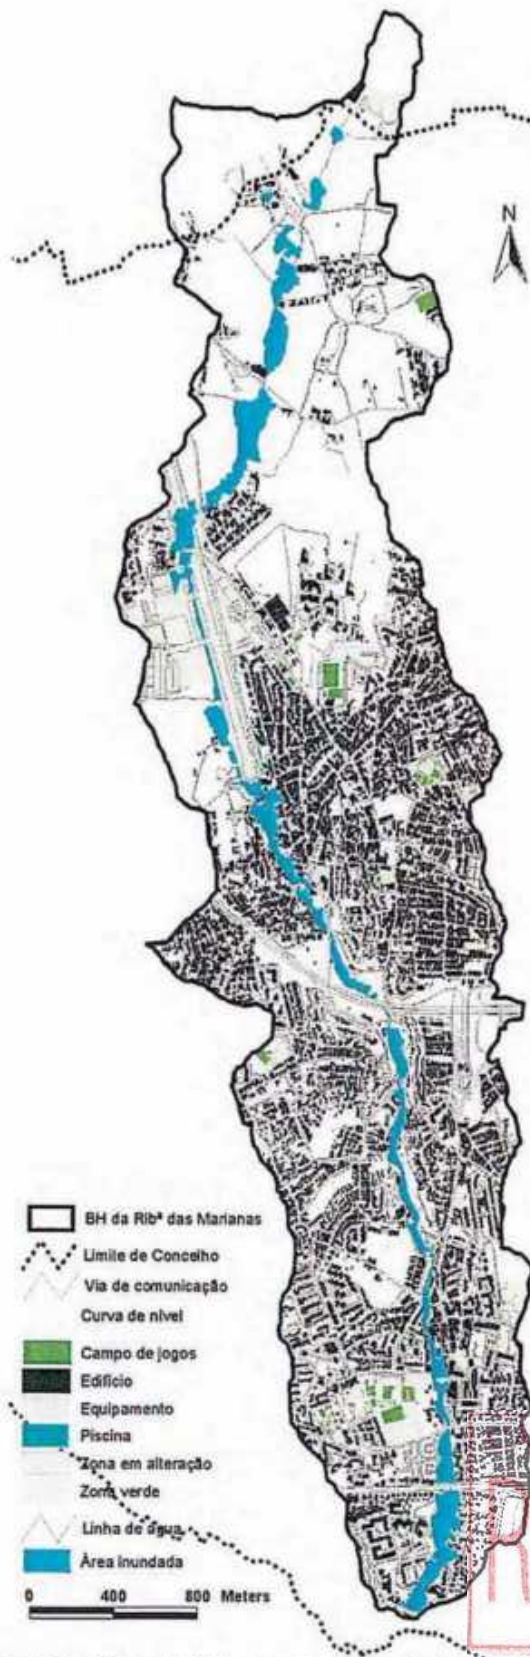 N
BH da Ribª das Marianas
Limite de Concelho
Via de comunicação
Curva de nível
Campo de jogos
Edifício
Equipamento
Piscina
Zona em alteração
Zona verde
Linha de água
Área Inundada
0 400 800 Meters